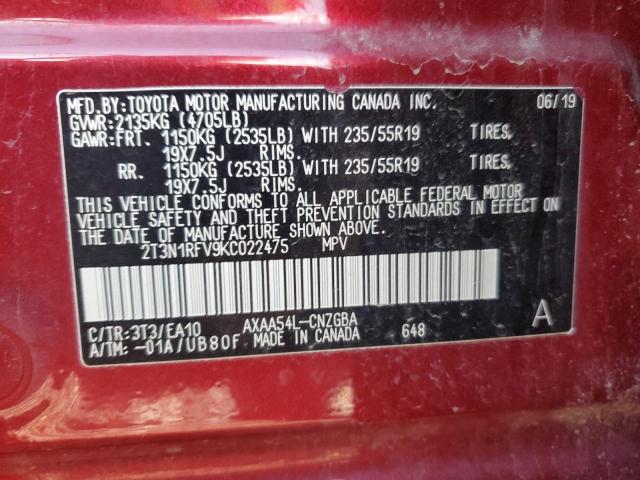 MFD.BY:TOYOTA MOTOR MANUFACTURING CANADA INC. 06/19
GVWR:2135KG (4705LB)
GAWR:FRT. 1150KG (2535LB) WITH 235/55R19 TIRES,
19X7.5J RIMS.
RR. 1150KG (2535LB) WITH 235/55R19 TIRES,
19X7.5J RIMS.
THIS VEHICLE CONFORMS TO ALL APPLICABLE FEDERAL MOTOR
VEHICLE SAFETY AND THEFT PREVENTION STANDARDS IN EFFECT ON
THE DATE OF MANUFACTURE SHOWN ABOVE.
2T3N1RFV9KC022475 MPV
C/TR:3T3/EA10 AXAA54L-CNZGBA
A/TM:-01A/UB80F MADE IN CANADA 648 A